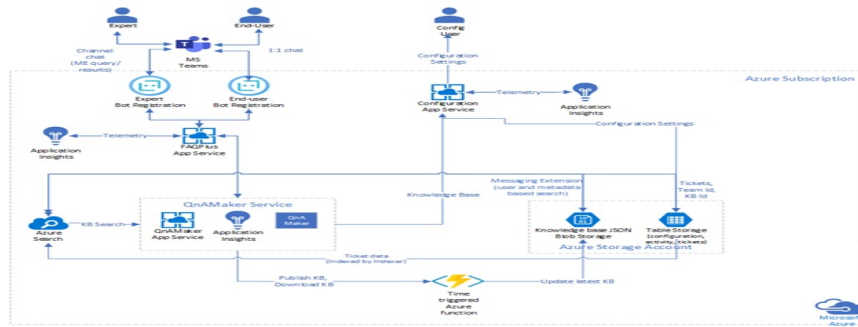 Expert
End-User
Config
User
Channel
chat
(ME query/
results)
MS
Teams
1:1 chat
Configuration
Settings
Azure Subscription
Expert
Bot Registration
End-user
Bot Registration
Configuration
App Service
Telemetry
Application
Insights
Configuration Settings
Application
Insights
Telemetry
FAQPlus
App Service
Messaging Extension
(user and metadata
based search)
Tickets,
Team Id,
KB Id
Knowledge Base
QnAMaker Service
Azure
Search
KB Search
QnAMaker
App Service
Application
Insights
QnA
Maker
Knowledge base JSON
Blob Storage
Table Storage
(configuration,
activity, tickets)
Azure Storage Account
Ticket data
(Indexed by Indexer)
Publish KB,
Download KB
Update latest KB
Time
triggered
Azure
function
Microsoft
Azure